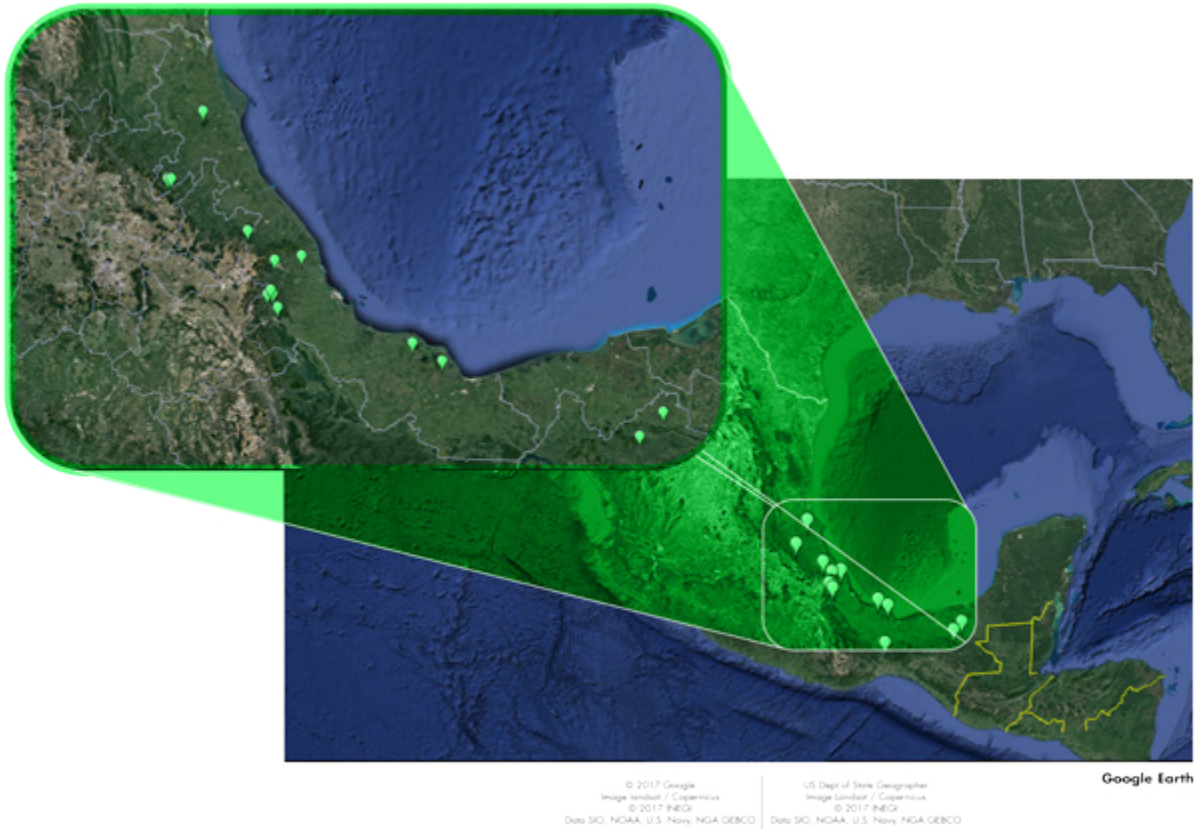 Google Earth
© 2017 Google
Image Landsat / Copernicus
© 2017 INEGI
Data SIO, NOAA, U.S. Navy, NGA GEBCO
US Dept of State Geographer
Image Landsat / Copernicus
© 2017 INEGI
Data SIO, NOAA, U.S. Navy, NGA GEBCO